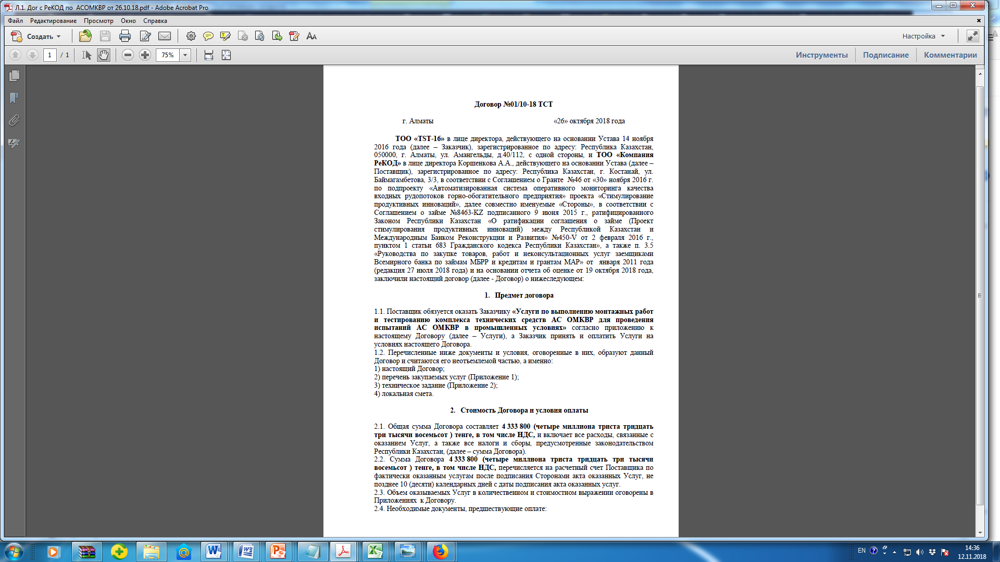 Л.1. Дог с РеКОД по АСОМКВР от 26.10.18.pdf - Adobe Acrobat Pro
Файл Редактирование Просмотр Окно Справка
Создать
Настройка
1 / 1
75%
Инструменты Подписание Комментарии
Договор №01/10-18 ТСТ
г. Алматы «26» октября 2018 года
ТОО «TST-16» в лице директора, действующего на основании Устава 14 ноября
2016 года (далее – Заказчик), зарегистрированное по адресу: Республика Казахстан,
050000, г. Алматы, ул. Амангельды, д.40/112, с одной стороны, и ТОО «Компания
РеКОД» в лице директора Коршенкова А.А., действующего на основании Устава (далее –
Поставщик), зарегистрированное по адресу: Республика Казахстан, г. Костанай, ул.
Баймагамбетова, 3/3, в соответствии с Соглашением о Гранте №46 от «30» ноября 2016 г.
по подпроекту «Автоматизированная система оперативного мониторинга качества
входных рудопотоков горно-обогатительного предприятия» проекта «Стимулирование
продуктивных инноваций», далее совместно именуемые «Стороны», в соответствии с
Соглашением о займе №8463-KZ подписанного 9 июня 2015 г., ратифицированного
Законом Республики Казахстан «О ратификации соглашения о займе (Проект
стимулирования продуктивных инноваций) между Республикой Казахстан и
Международным Банком Реконструкции и Развития» №450-V от 2 февраля 2016 г.,
пунктом 1 статьи 683 Гражданского кодекса Республики Казахстан», а также п. 3.5
«Руководства по закупке товаров, работ и неконсультационных услуг заемщиками
Всемирного банка по займам МБРР и кредитам и грантам МАР» от января 2011 года
(редакция 27 июля 2018 года) и на основании отчета об оценке от 19 октября 2018 года,
заключили настоящий договор (далее - Договор) о нижеследующем:
1. Предмет договора
1.1. Поставщик обязуется оказать Заказчику «Услуги по выполнению монтажных работ
и тестированию комплекса технических средств АС ОМКВР для проведения
испытаний АС ОМКВР в промышленных условиях» согласно приложению к
настоящему Договору (далее – Услуги), а Заказчик принять и оплатить Услуги на
условиях настоящего Договора.
1.2. Перечисленные ниже документы и условия, оговоренные в них, образуют данный
Договор и считаются его неотъемлемой частью, а именно:
1) настоящий Договор;
2) перечень закупаемых услуг (Приложение 1);
3) техническое задание (Приложение 2);
4) локальная смета.
2. Стоимость Договора и условия оплаты
2.1. Общая сумма Договора составляет 4 333 800 (четыре миллиона триста тридцать
три тысячи восемьсот ) тенге, в том числе НДС, и включает все расходы, связанные с
оказанием Услуг, а также все налоги и сборы, предусмотренные законодательством
Республики Казахстан, (далее – сумма Договора).
2.2. Сумма Договора 4 333 800 (четыре миллиона триста тридцать три тысячи
восемьсот ) тенге, в том числе НДС, перечисляется на расчетный счет Поставщика по
фактически оказанным услугам после подписания Сторонами акта оказанных Услуг, не
позднее 10 (десяти) календарных дней с даты подписания акта оказанных услуг.
2.3. Объем оказываемых Услуг в количественном и стоимостном выражении оговорены в
Приложениях к Договору.
2.4. Необходимые документы, предшествующие оплате:
EN
14:36
12.11.2018